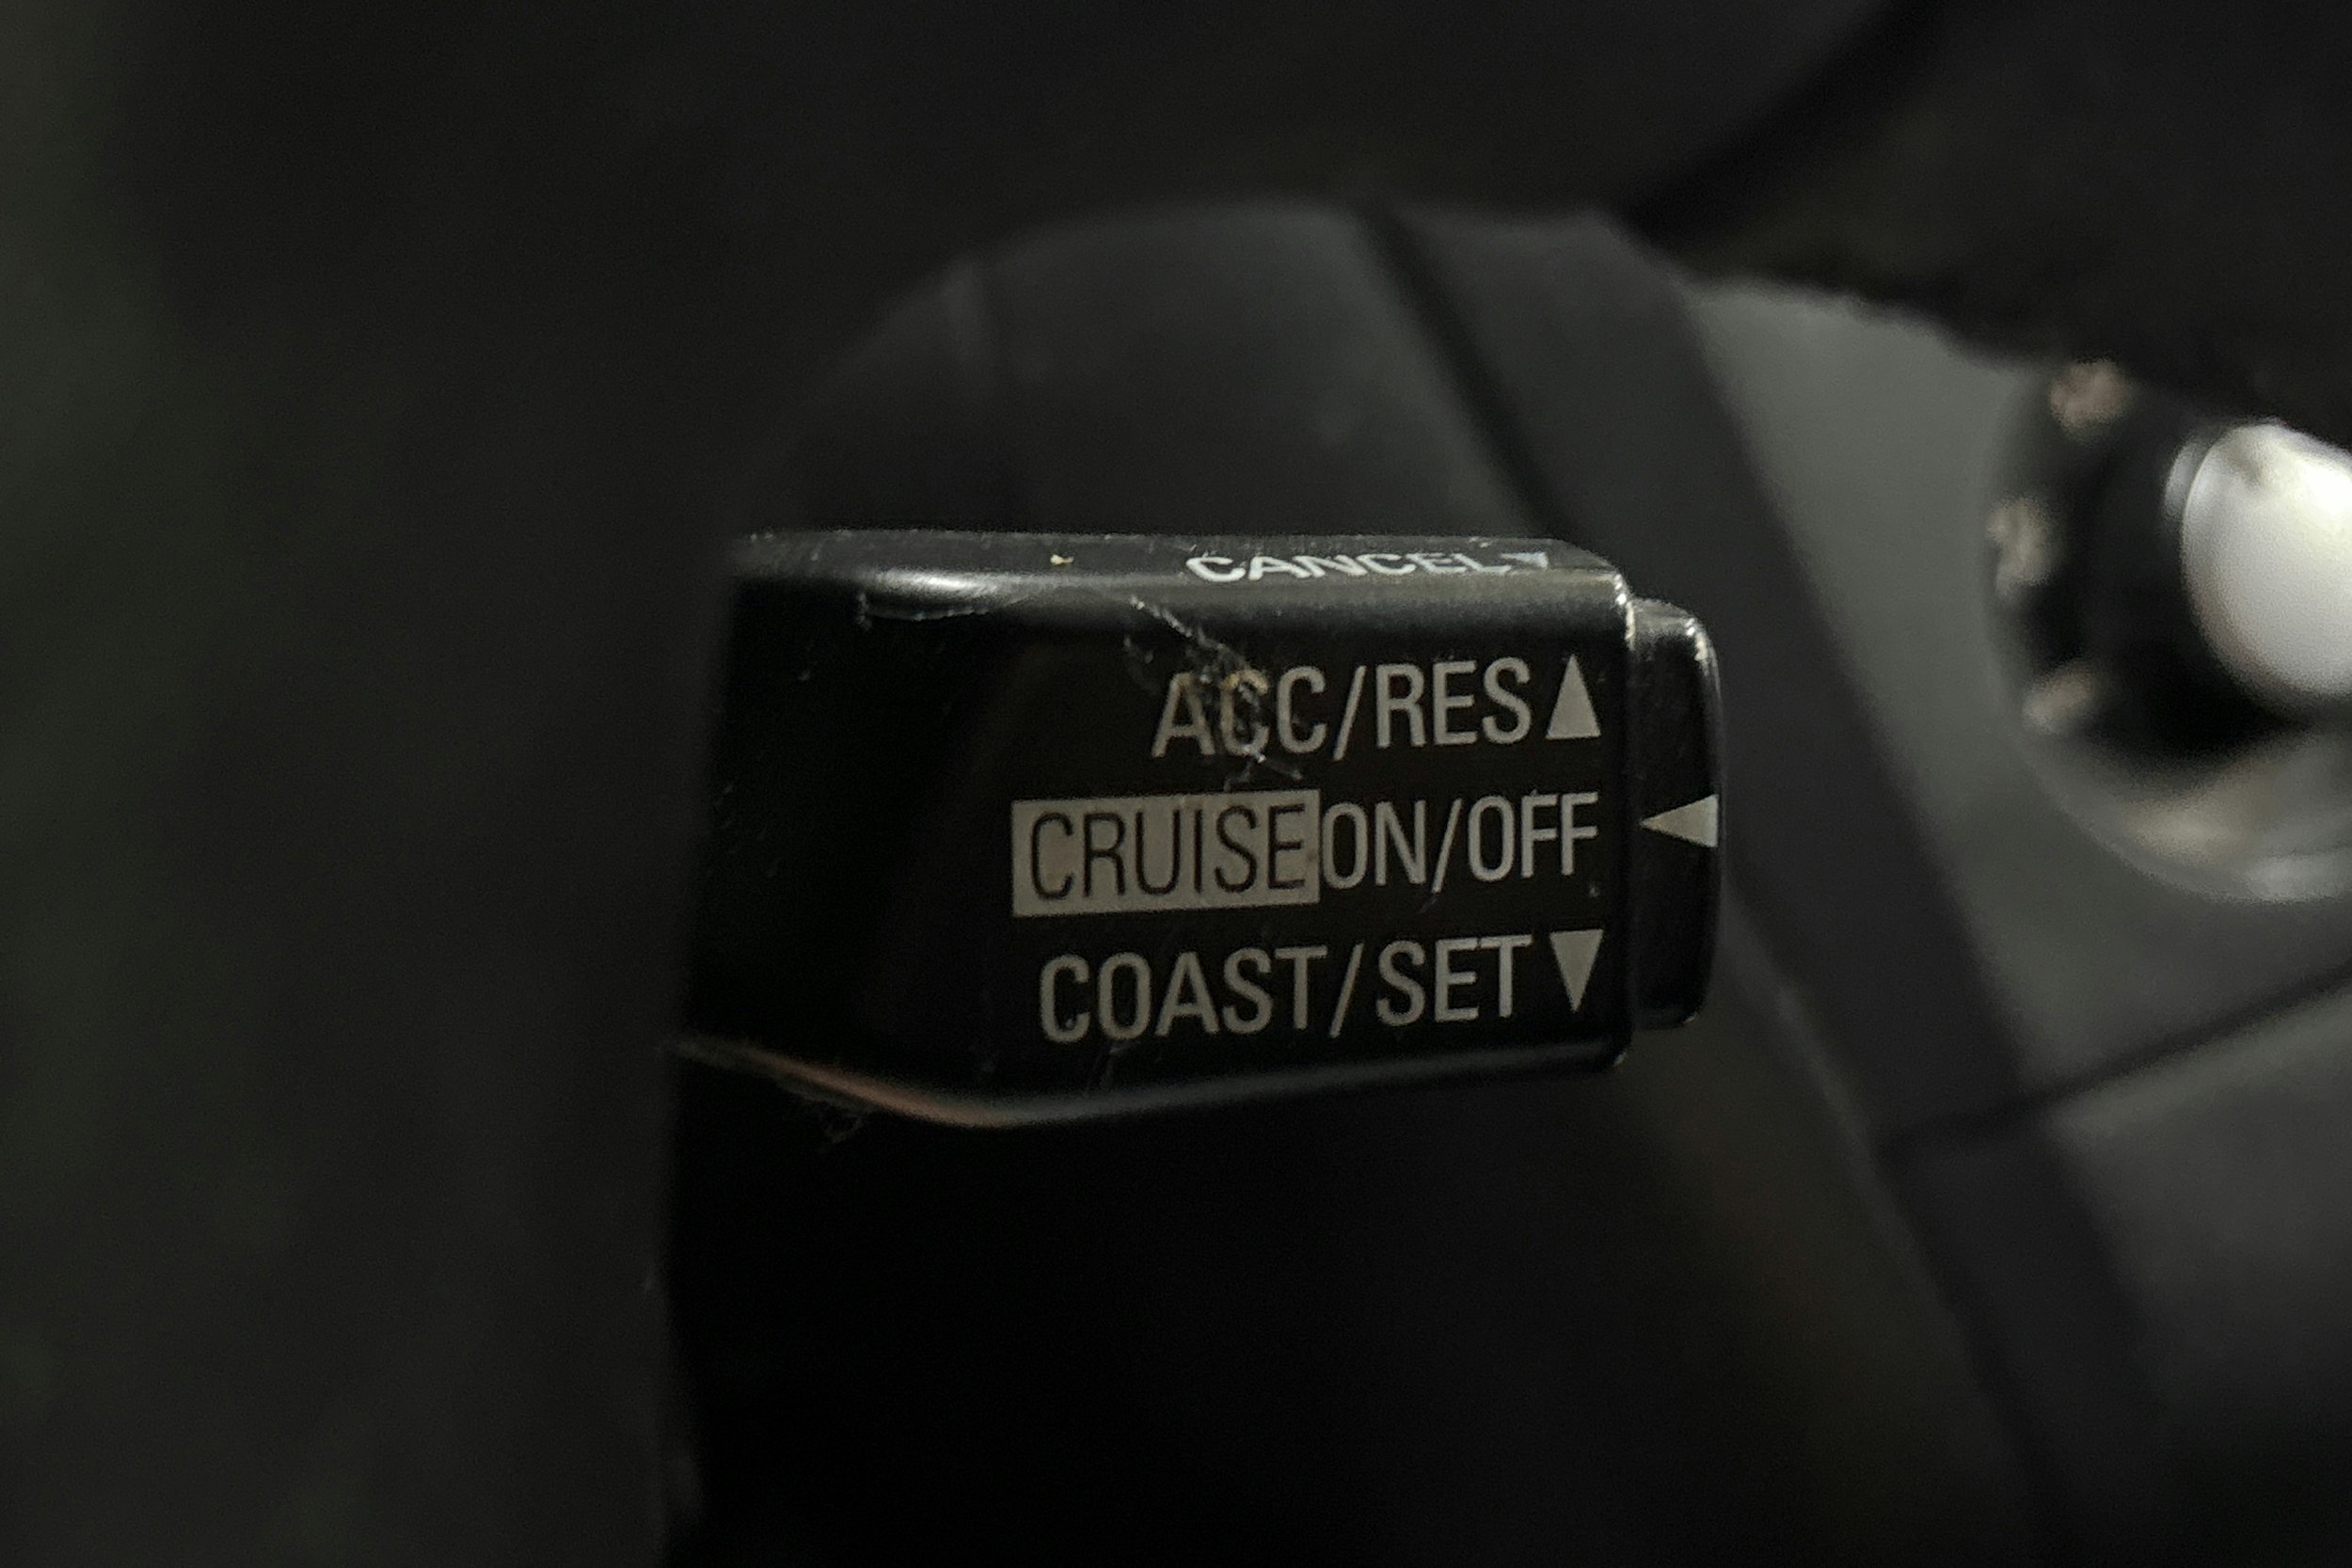 CANCEL▼
ACC/RES▲
CRUISE ON/OFF ◀
COAST/SET▼